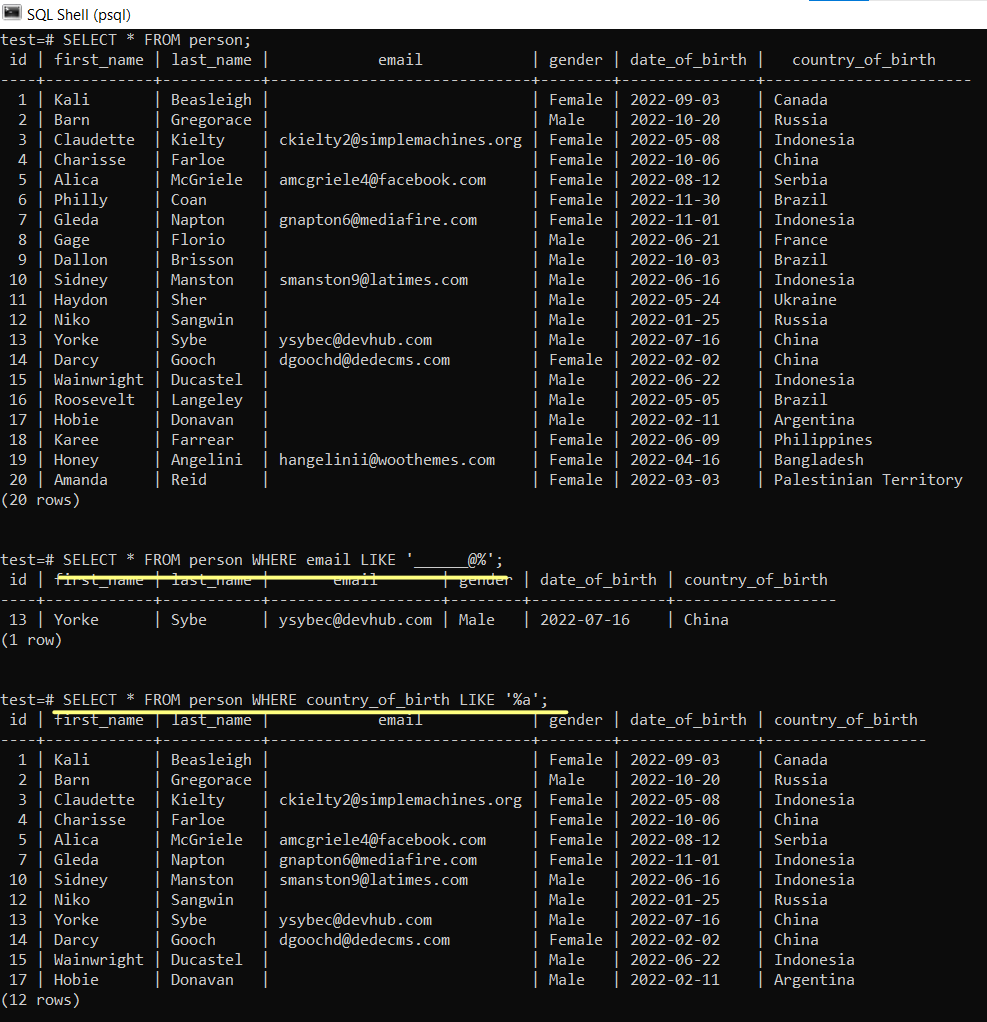 SQL Shell (psql)
test=# SELECT * FROM person;
 id | first_name | last_name |            email            | gender | date_of_birth |   country_of_birth
----+------------+-----------+-----------------------------+--------+---------------+-----------------------
  1 | Kali       | Beasleigh |                             | Female | 2022-09-03    | Canada
  2 | Barn       | Gregorace |                             | Male   | 2022-10-20    | Russia
  3 | Claudette  | Kielty    | ckielty2@simplemachines.org | Female | 2022-05-08    | Indonesia
  4 | Charisse   | Farloe    |                             | Female | 2022-10-06    | China
  5 | Alica      | McGriele  | amcgriele4@facebook.com     | Female | 2022-08-12    | Serbia
  6 | Philly     | Coan      |                             | Female | 2022-11-30    | Brazil
  7 | Gleda      | Napton    | gnapton6@mediafire.com      | Female | 2022-11-01    | Indonesia
  8 | Gage       | Florio    |                             | Male   | 2022-06-21    | France
  9 | Dallon     | Brisson   |                             | Male   | 2022-10-03    | Brazil
 10 | Sidney     | Manston   | smanston9@latimes.com       | Male   | 2022-06-16    | Indonesia
 11 | Haydon     | Sher      |                             | Male   | 2022-05-24    | Ukraine
 12 | Niko       | Sangwin   |                             | Male   | 2022-01-25    | Russia
 13 | Yorke      | Sybe      | ysybec@devhub.com           | Male   | 2022-07-16    | China
 14 | Darcy      | Gooch     | dgoochd@dedecms.com         | Female | 2022-02-02    | China
 15 | Wainwright | Ducastel  |                             | Male   | 2022-06-22    | Indonesia
 16 | Roosevelt  | Langeley  |                             | Male   | 2022-05-05    | Brazil
 17 | Hobie      | Donavan   |                             | Male   | 2022-02-11    | Argentina
 18 | Karee      | Farrear   |                             | Female | 2022-06-09    | Philippines
 19 | Honey      | Angelini  | hangelinii@woothemes.com    | Female | 2022-04-16    | Bangladesh
 20 | Amanda     | Reid      |                             | Female | 2022-03-03    | Palestinian Territory
(20 rows)
test=# SELECT * FROM person WHERE email LIKE '______@%';
 id | first_name | last_name |       email       | gender | date_of_birth | country_of_birth
----+------------+-----------+-------------------+--------+---------------+------------------
 13 | Yorke      | Sybe      | ysybec@devhub.com | Male   | 2022-07-16    | China
(1 row)
test=# SELECT * FROM person WHERE country_of_birth LIKE '%a';
 id | first_name | last_name |            email            | gender | date_of_birth | country_of_birth
----+------------+-----------+-----------------------------+--------+---------------+------------------
  1 | Kali       | Beasleigh |                             | Female | 2022-09-03    | Canada
  2 | Barn       | Gregorace |                             | Male   | 2022-10-20    | Russia
  3 | Claudette  | Kielty    | ckielty2@simplemachines.org | Female | 2022-05-08    | Indonesia
  4 | Charisse   | Farloe    |                             | Female | 2022-10-06    | China
  5 | Alica      | McGriele  | amcgriele4@facebook.com     | Female | 2022-08-12    | Serbia
  7 | Gleda      | Napton    | gnapton6@mediafire.com      | Female | 2022-11-01    | Indonesia
 10 | Sidney     | Manston   | smanston9@latimes.com       | Male   | 2022-06-16    | Indonesia
 12 | Niko       | Sangwin   |                             | Male   | 2022-01-25    | Russia
 13 | Yorke      | Sybe      | ysybec@devhub.com           | Male   | 2022-07-16    | China
 14 | Darcy      | Gooch     | dgoochd@dedecms.com         | Female | 2022-02-02    | China
 15 | Wainwright | Ducastel  |                             | Male   | 2022-06-22    | Indonesia
 17 | Hobie      | Donavan   |                             | Male   | 2022-02-11    | Argentina
(12 rows)